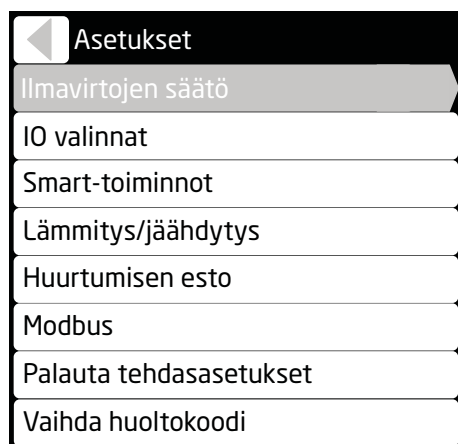 Asetukset
Ilmavirtojen säätö
IO valinnat
Smart-toiminnot
Lämmitys/jäähdytys
Huurtumisen esto
Modbus
Palauta tehdasasetukset
Vaihda huoltokoodi